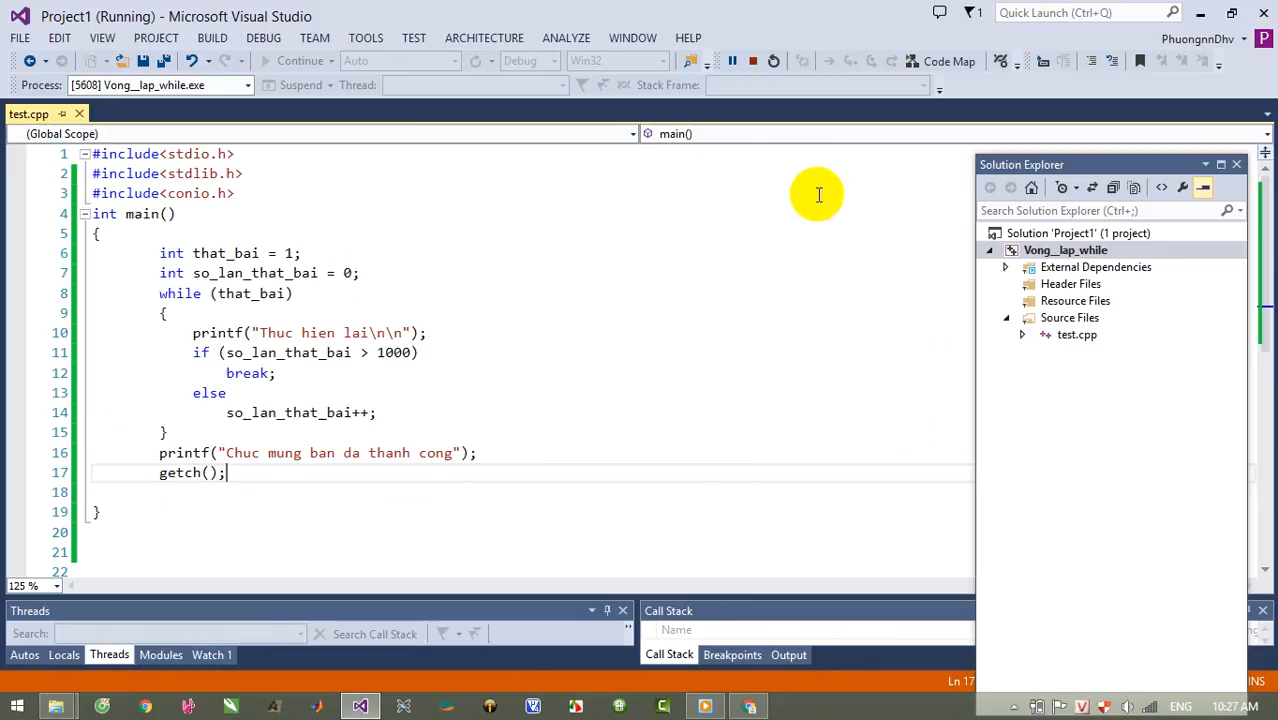 Project1 (Running) - Microsoft Visual Studio
1
Quick Launch (Ctrl+Q)
FILE EDIT VIEW PROJECT BUILD DEBUG TEAM TOOLS TEST ARCHITECTURE ANALYZE WINDOW HELP
PhuongnnDhv
P
Continue Auto Debug Win32 Code Map
Process: [5608] Vong__lap_while.exe Suspend Thread: Stack Frame:
test.cpp
(Global Scope) main()
1 #include<stdio.h>
2 #include<stdlib.h>
3 #include<conio.h>
4 int main()
5 {
6 int that_bai = 1;
7 int so_lan_that_bai = 0;
8 while (that_bai)
9 {
10 printf("Thuc hien lai\n\n");
11 if (so_lan_that_bai > 1000)
12 break;
13 else
14 so_lan_that_bai++;
15 }
16 printf("Chuc mung ban da thanh cong");
17 getch();
18
19 }
20
21
22
125 %
Solution Explorer
Search Solution Explorer (Ctrl+;)
Solution 'Project1' (1 project)
Vong__lap_while
External Dependencies
Header Files
Resource Files
Source Files
test.cpp
Threads
Search: Search Call Stack
Autos Locals Threads Modules Watch 1
Call Stack
Name
Call Stack Breakpoints Output
Ln 17
INS
ENG 10:27 AM